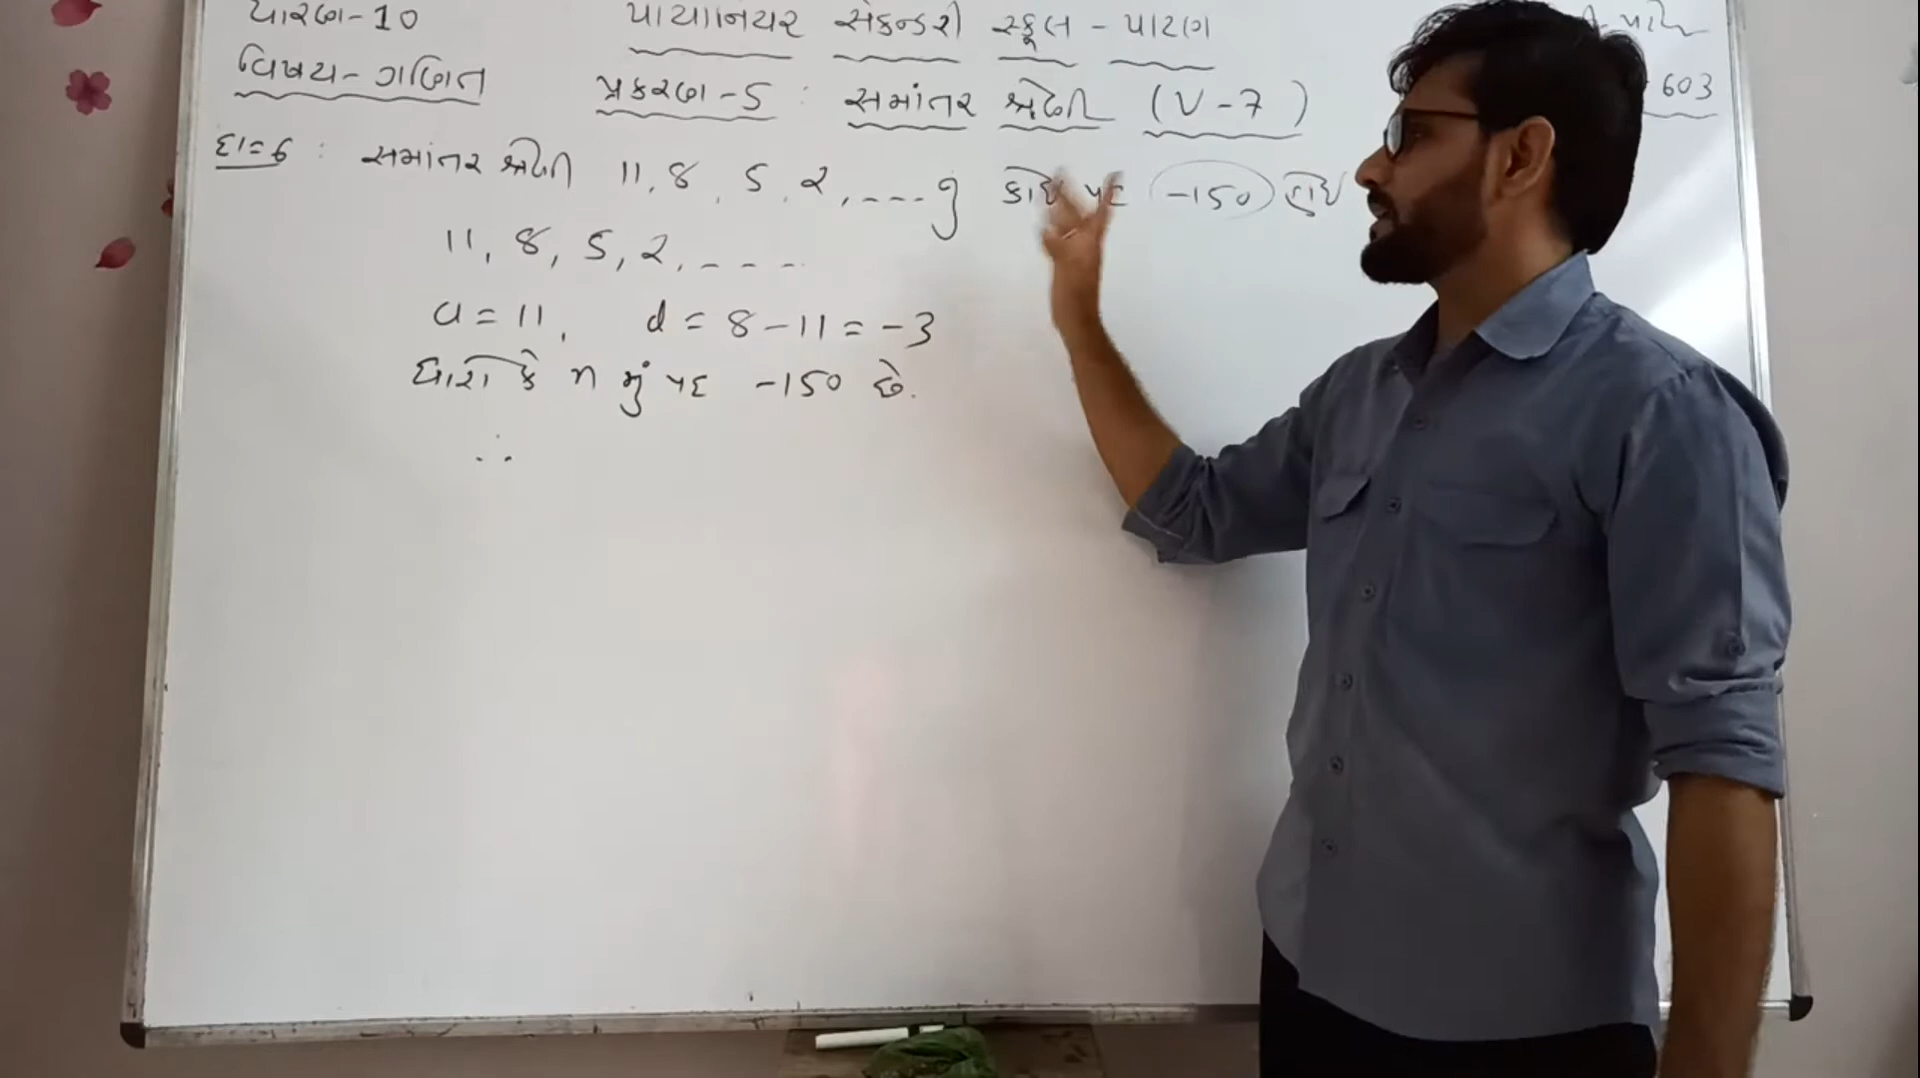 ધોરણ-10 પાયોનિયર સેકન્ડરી સ્કૂલ - પાટણ
વિષય-ગણિત પ્રકરણ-5 : સમાંતર શ્રેણી (V-7) 603
દા=6 : સમાંતર શ્રેણી 11, 8, 5, 2, .... નું કોઈ પદ -150 હોય
11, 8, 5, 2, - - - -
a = 11, d = 8 - 11 = -3
ધારો કે n મું પદ -150 છે.
∴